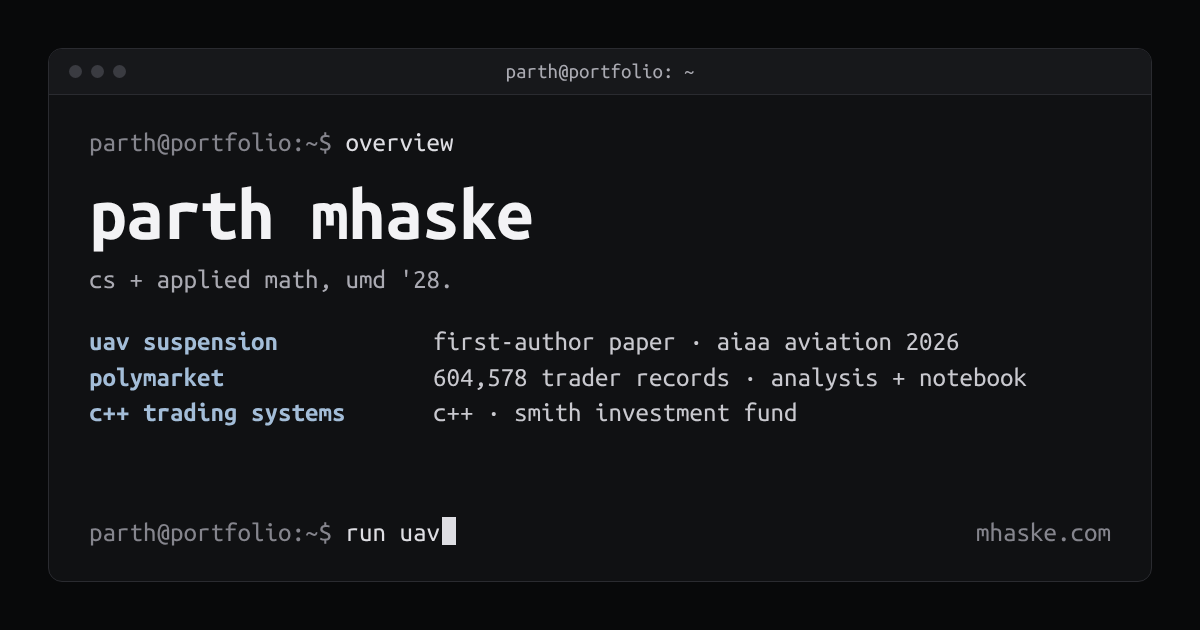 parth@portfolio: ~
parth@portfolio:~$ overview
parth mhaske
cs + applied math, umd '28.
uav suspension first-author paper · aiaa aviation 2026
polymarket 604,578 trader records · analysis + notebook
c++ trading systems c++ · smith investment fund
parth@portfolio:~$ run uav
mhaske.com